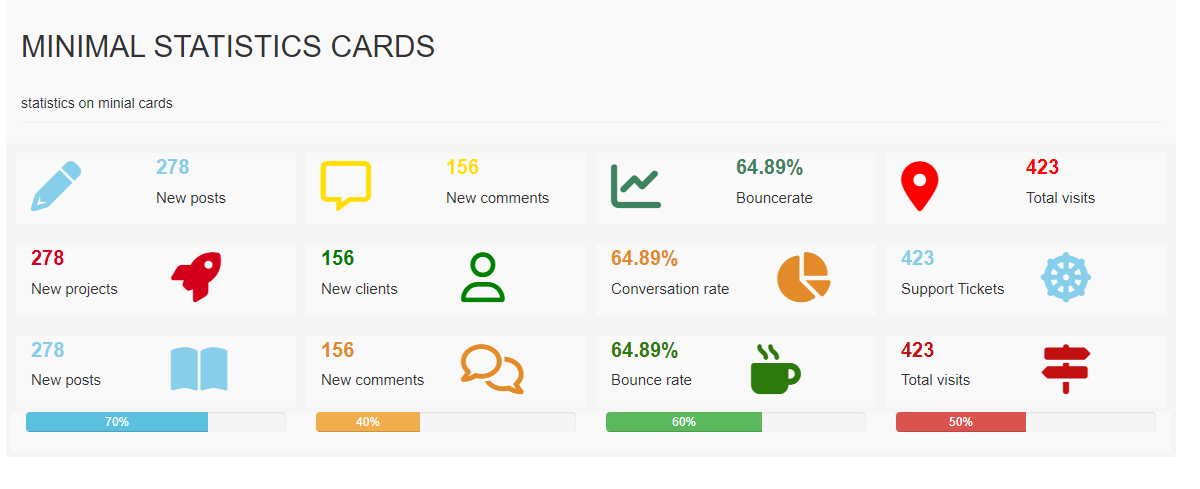 MINIMAL STATISTICS CARDS
statistics on minial cards
278
New posts
156
New comments
64.89%
Bouncerate
423
Total visits
278
New projects
156
New clients
64.89%
Conversation rate
423
Support Tickets
278
New posts
156
New comments
64.89%
Bounce rate
423
Total visits
70%
40%
60%
50%